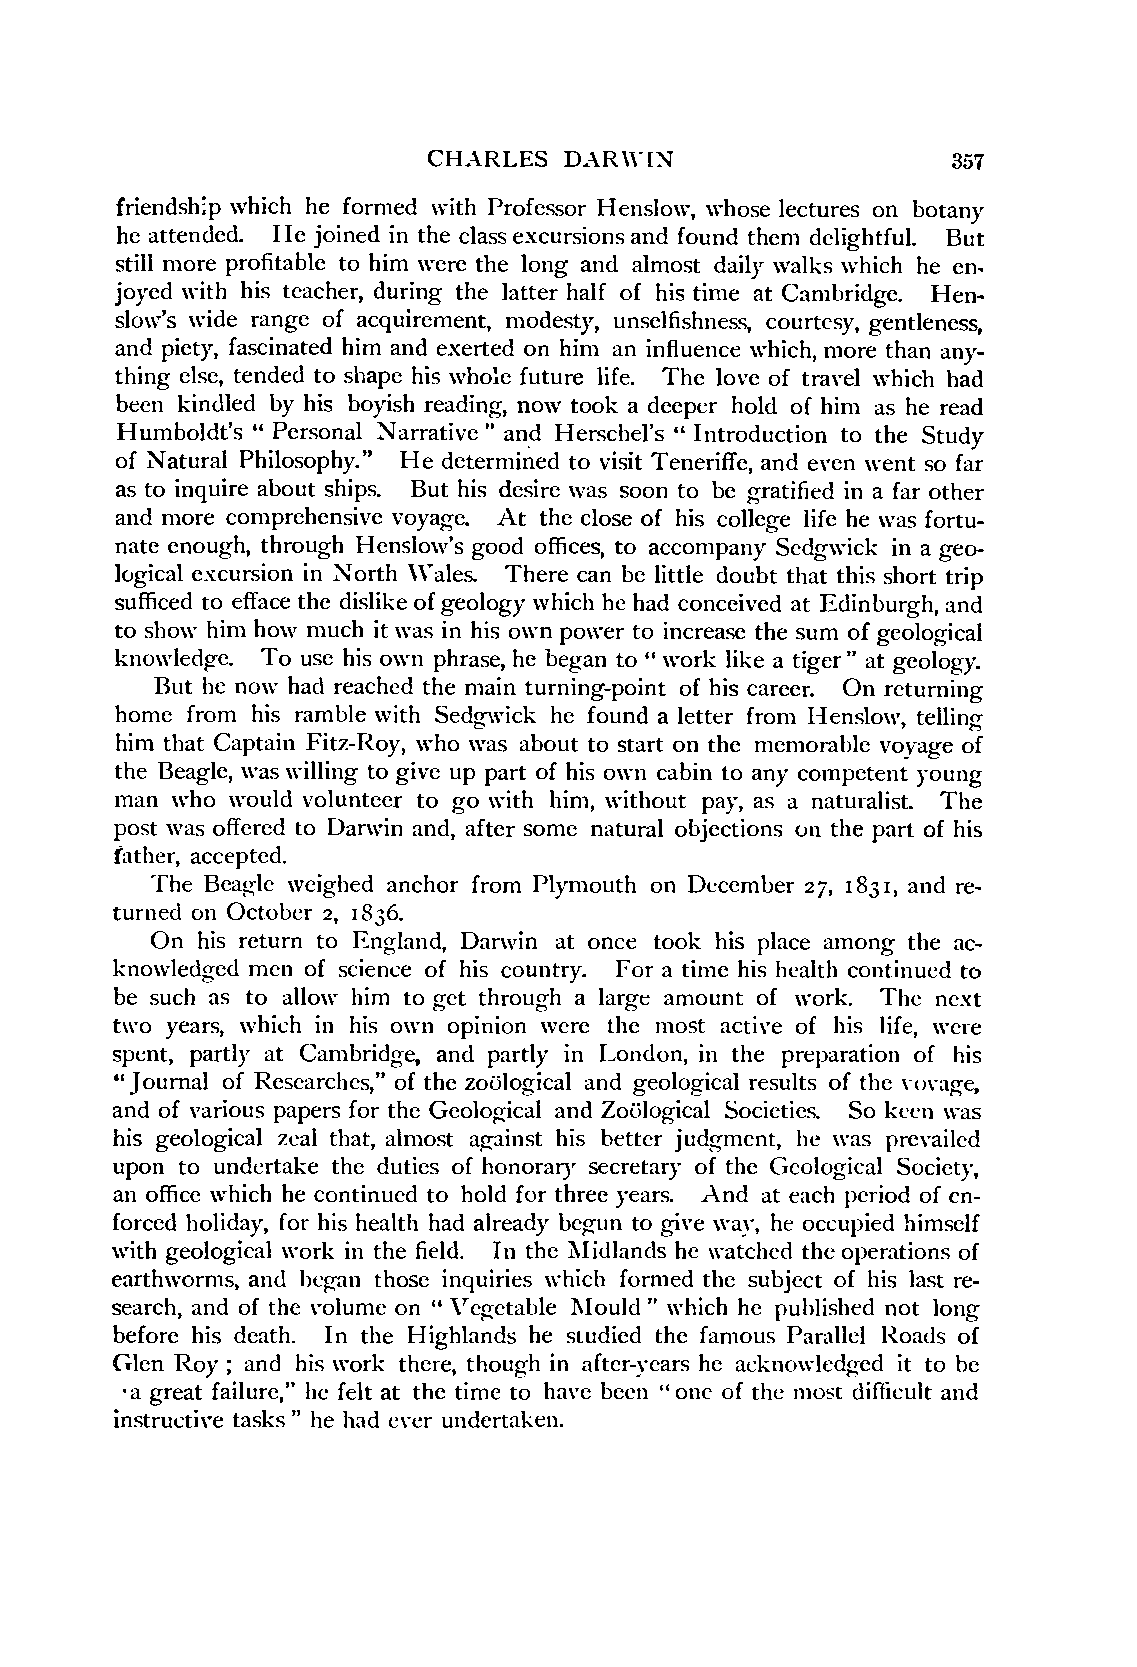 CHARLES DARWIN 357
friendship which he formed with Professor Henslow, whose lectures on botany
he attended. He joined in the class excursions and found them delightful. But
still more profitable to him were the long and almost daily walks which he en-
joyed with his teacher, during the latter half of his time at Cambridge. Hen-
slow's wide range of acquirement, modesty, unselfishness, courtesy, gentleness,
and piety, fascinated him and exerted on him an influence which, more than any-
thing else, tended to shape his whole future life. The love of travel which had
been kindled by his boyish reading, now took a deeper hold of him as he read
Humboldt's “ Personal Narrative ” and Herschel's “ Introduction to the Study
of Natural Philosophy.” He determined to visit Teneriffe, and even went so far
as to inquire about ships. But his desire was soon to be gratified in a far other
and more comprehensive voyage. At the close of his college life he was fortu-
nate enough, through Henslow's good offices, to accompany Sedgwick in a geo-
logical excursion in North Wales. There can be little doubt that this short trip
sufficed to efface the dislike of geology which he had conceived at Edinburgh, and
to show him how much it was in his own power to increase the sum of geological
knowledge. To use his own phrase, he began to “ work like a tiger ” at geology.
But he now had reached the main turning-point of his career. On returning
home from his ramble with Sedgwick he found a letter from Henslow, telling
him that Captain Fitz-Roy, who was about to start on the memorable voyage of
the Beagle, was willing to give up part of his own cabin to any competent young
man who would volunteer to go with him, without pay, as a naturalist. The
post was offered to Darwin and, after some natural objections on the part of his
father, accepted.
The Beagle weighed anchor from Plymouth on December 27, 1831, and re-
turned on October 2, 1836.
On his return to England, Darwin at once took his place among the ac-
knowledged men of science of his country. For a time his health continued to
be such as to allow him to get through a large amount of work. The next
two years, which in his own opinion were the most active of his life, were
spent, partly at Cambridge, and partly in London, in the preparation of his
“Journal of Researches,” of the zoölogical and geological results of the voyage,
and of various papers for the Geological and Zoölogical Societies. So keen was
his geological zeal that, almost against his better judgment, he was prevailed
upon to undertake the duties of honorary secretary of the Geological Society,
an office which he continued to hold for three years. And at each period of en-
forced holiday, for his health had already begun to give way, he occupied himself
with geological work in the field. In the Midlands he watched the operations of
earthworms, and began those inquiries which formed the subject of his last re-
search, and of the volume on “ Vegetable Mould ” which he published not long
before his death. In the Highlands he studied the famous Parallel Roads of
Glen Roy ; and his work there, though in after-years he acknowledged it to be
‘a great failure,” he felt at the time to have been “ one of the most difficult and
instructive tasks ” he had ever undertaken.